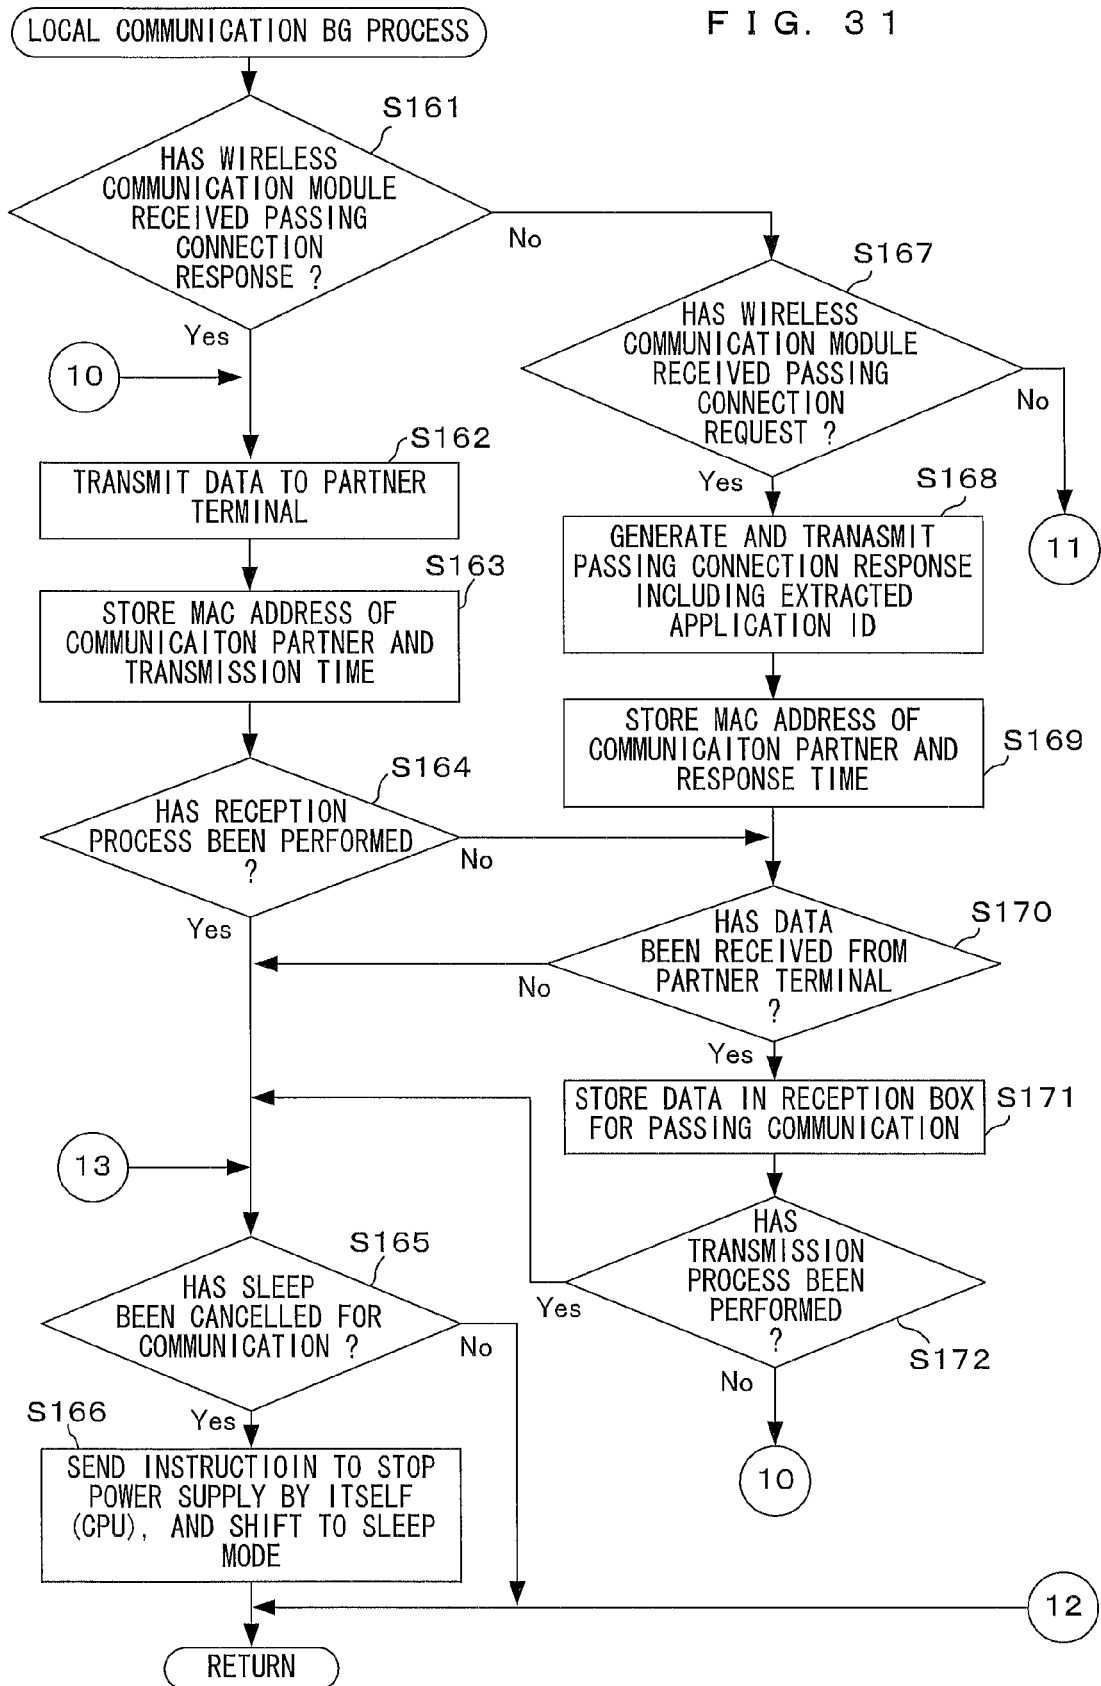 FIG. 31
LOCAL COMMUNICATION BG PROCESS
S161
HAS WIRELESS
COMMUNICATION MODULE
RECEIVED PASSING
CONNECTION
RESPONSE ?
No
Yes
S167
HAS WIRELESS
COMMUNICATION MODULE
RECEIVED PASSING
CONNECTION
REQUEST ?
No
Yes
10
S162
TRANSMIT DATA TO PARTNER
TERMINAL
S168
GENERATE AND TRANASMIT
PASSING CONNECTION RESPONSE
INCLUDING EXTRACTED
APPLICATION ID
11
S163
STORE MAC ADDRESS OF
COMMUNICAITON PARTNER AND
TRANSMISSION TIME
STORE MAC ADDRESS OF
COMMUNICAITON PARTNER AND
RESPONSE TIME
S169
S164
HAS RECEPTION
PROCESS BEEN PERFORMED
?
No
Yes
S170
HAS DATA
BEEN RECEIVED FROM
PARTNER TERMINAL
?
No
Yes
STORE DATA IN RECEPTION BOX
FOR PASSING COMMUNICATION
S171
13
S165
HAS SLEEP
BEEN CANCELLED FOR
COMMUNICATION ?
No
Yes
HAS
TRANSMISSION
PROCESS BEEN
PERFORMED
?
Yes
S172
No
S166
SEND INSTRUCTIOIN TO STOP
POWER SUPPLY BY ITSELF
(CPU), AND SHIFT TO SLEEP
MODE
10
12
RETURN